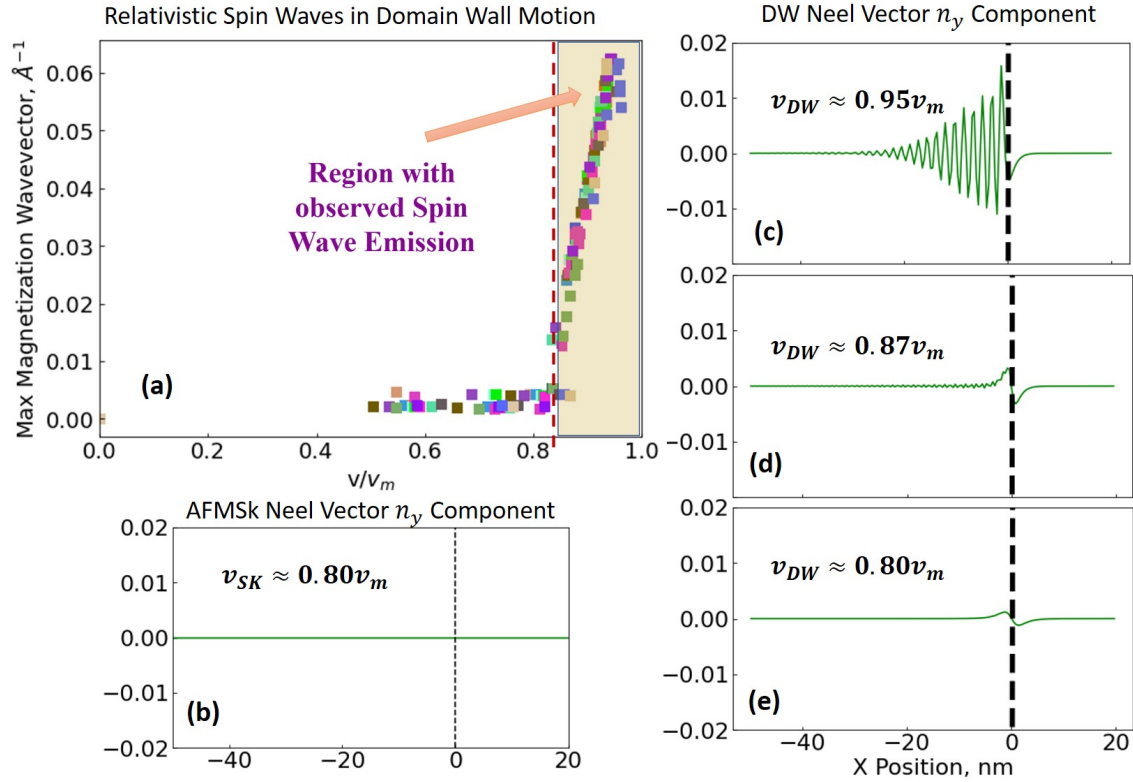 Relativistic Spin Waves in Domain Wall Motion
Max Magnetization Wavevector, Å⁻¹
0.06
0.05
0.04
0.03
0.02
0.01
0.00
Region with
observed Spin
Wave Emission
(a)
0.0 0.2 0.4 0.6 0.8 1.0
v/vₘ
AFMSk Neel Vector n_y Component
0.02
0.01
0.00
−0.01
−0.02
v_SK ≈ 0.80vₘ
(b)
−40 −20 0 20
DW Neel Vector n_y Component
0.02
0.01
0.00
−0.01
v_DW ≈ 0.95vₘ
(c)
0.02
0.01
0.00
−0.01
v_DW ≈ 0.87vₘ
(d)
0.02
0.01
0.00
−0.01
−0.02
v_DW ≈ 0.80vₘ
(e)
−40 −20 0 20
X Position, nm